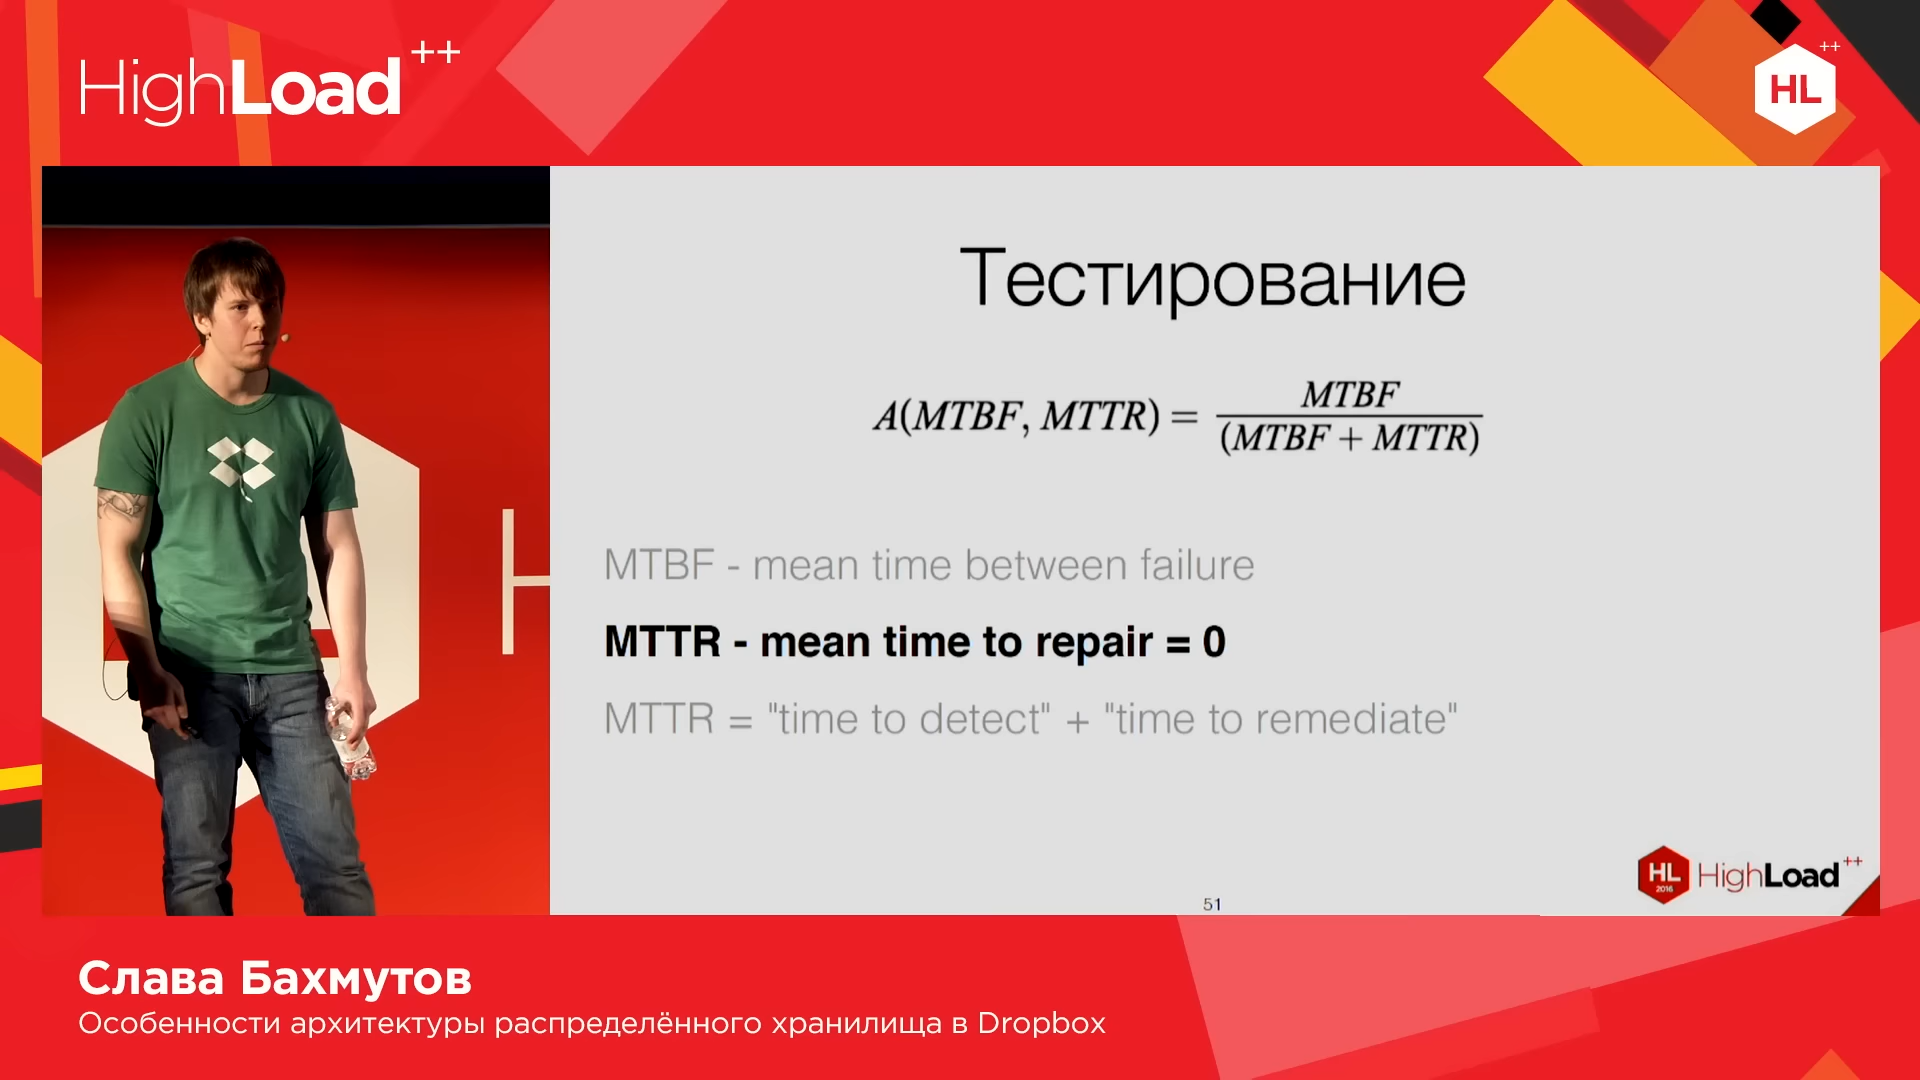 HighLoad++
HL++
Тестирование
A(MTBF, MTTR) = MTBF / (MTBF + MTTR)
MTBF - mean time between failure
MTTR - mean time to repair = 0
MTTR = "time to detect" + "time to remediate"
HL 2016 HighLoad++
51
Слава Бахмутов
Особенности архитектуры распределённого хранилища в Dropbox